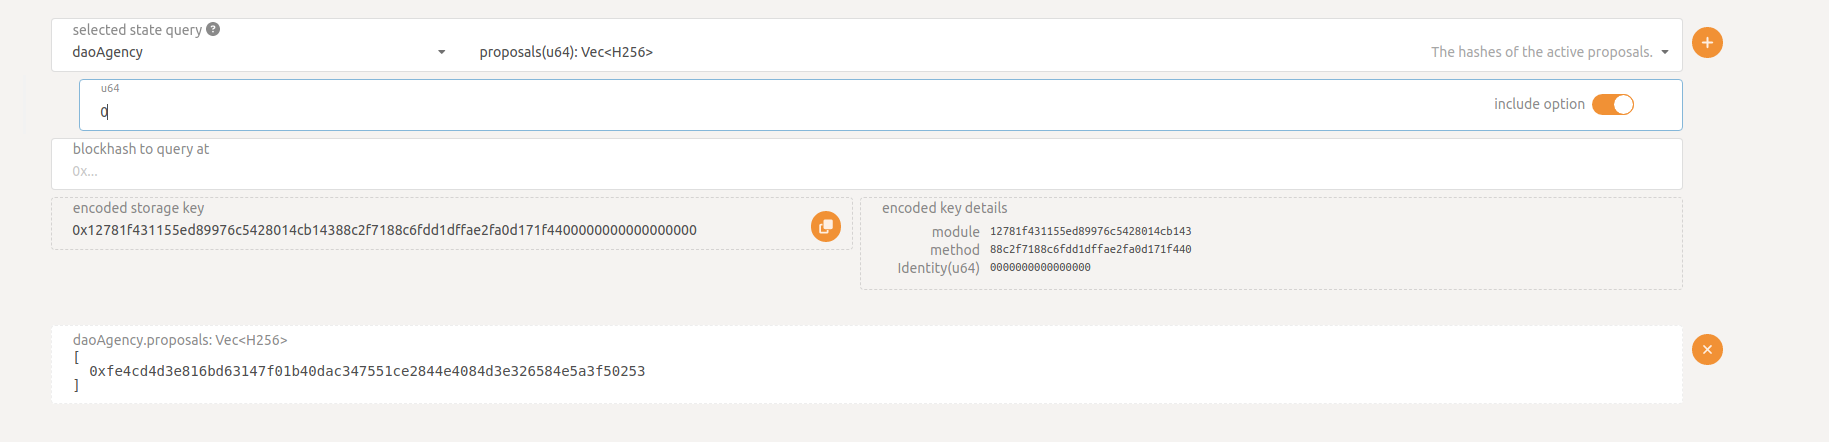 selected state query ?
daoAgency proposals(u64): Vec<H256> The hashes of the active proposals.
u64
0 include option
blockhash to query at
0x...
encoded storage key
0x12781f431155ed89976c5428014cb14388c2f7188c6fdd1dffae2fa0d171f4400000000000000000
encoded key details
module 12781f431155ed89976c5428014cb143
method 88c2f7188c6fdd1dffae2fa0d171f440
Identity(u64) 0000000000000000
daoAgency.proposals: Vec<H256>
[
0xfe4cd4d3e816bd63147f01b40dac347551ce2844e4084d3e326584e5a3f50253
]